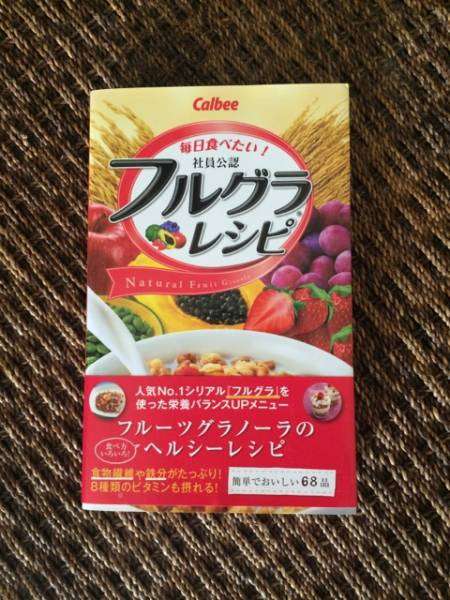 Calbee
毎日食べたい!
社員公認
フルグラ®
レシピ
Natural Fruit Granola
人気No.1シリアル「フルグラ」を
使った栄養バランスUPメニュー
フルーツグラノーラの
食べ方
いろいろ!
ヘルシーレシピ
食物繊維や鉄分がたっぷり!
8種類のビタミンも摂れる!
簡単でおいしい68品